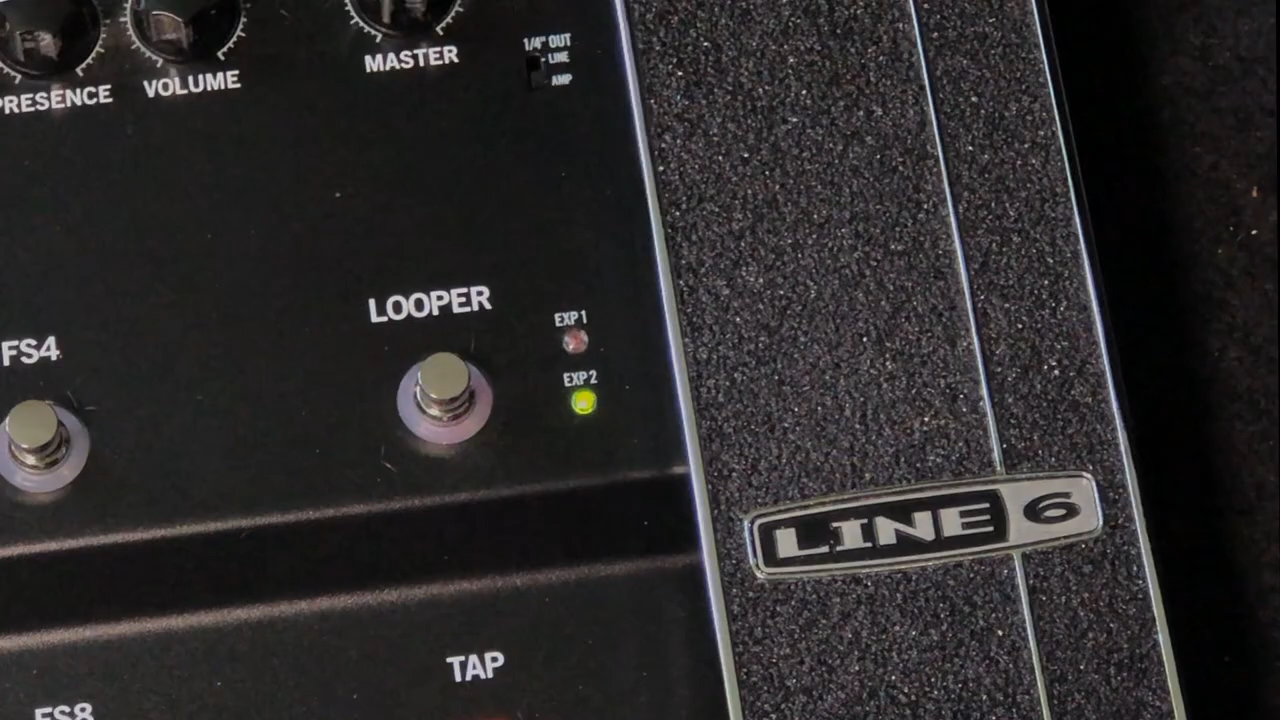 PRESENCE
VOLUME
MASTER
1/4" OUT
LINE
AMP
LOOPER
EXP 1
FS4
EXP 2
LINE 6
TAP
FS8